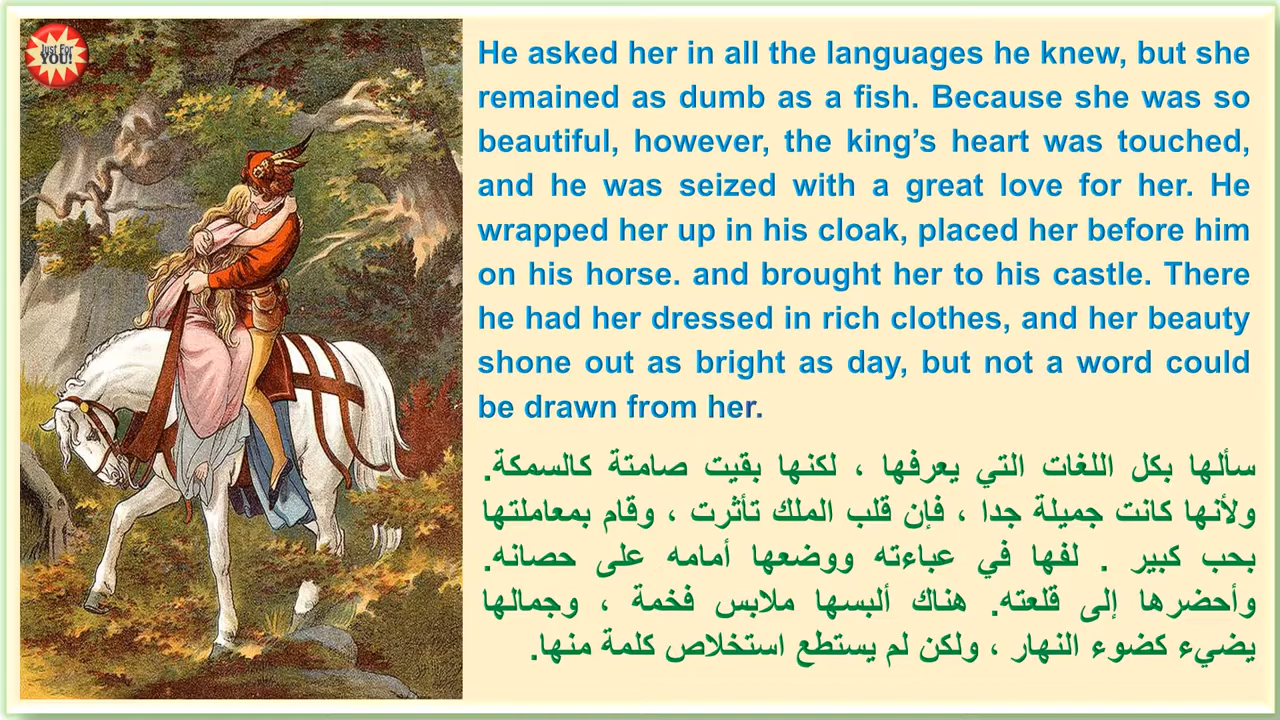 Just For
YOU!
He asked her in all the languages he knew, but she
remained as dumb as a fish. Because she was so
beautiful, however, the king’s heart was touched,
and he was seized with a great love for her. He
wrapped her up in his cloak, placed her before him
on his horse. and brought her to his castle. There
he had her dressed in rich clothes, and her beauty
shone out as bright as day, but not a word could
be drawn from her.
سألها بكل اللغات التي يعرفها ، لكنها بقيت صامتة كالسمكة.
ولأنها كانت جميلة جدا ، فإن قلب الملك تأثرت ، وقام بمعاملتها
بحب كبير . لفها في عباءته ووضعها أمامه على حصانه.
وأحضرها إلى قلعته. هناك ألبسها ملابس فخمة ، وجمالها
يضيء كضوء النهار ، ولكن لم يستطع استخلاص كلمة منها.